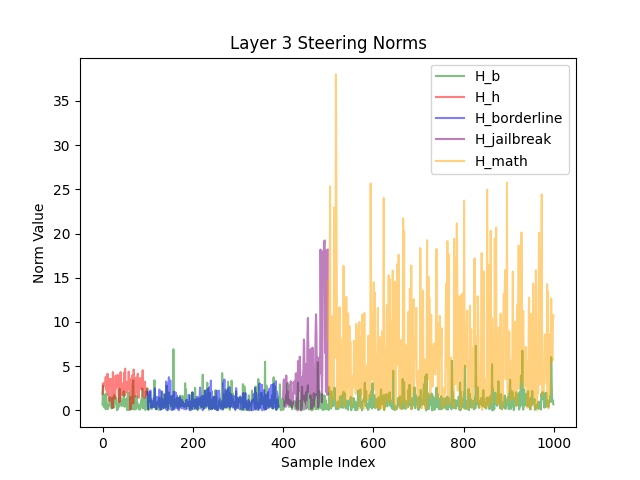 Layer 3 Steering Norms
H_b
H_h
H_borderline
H_jailbreak
H_math
Norm Value
35
30
25
20
15
10
5
0
0 200 400 600 800 1000
Sample Index